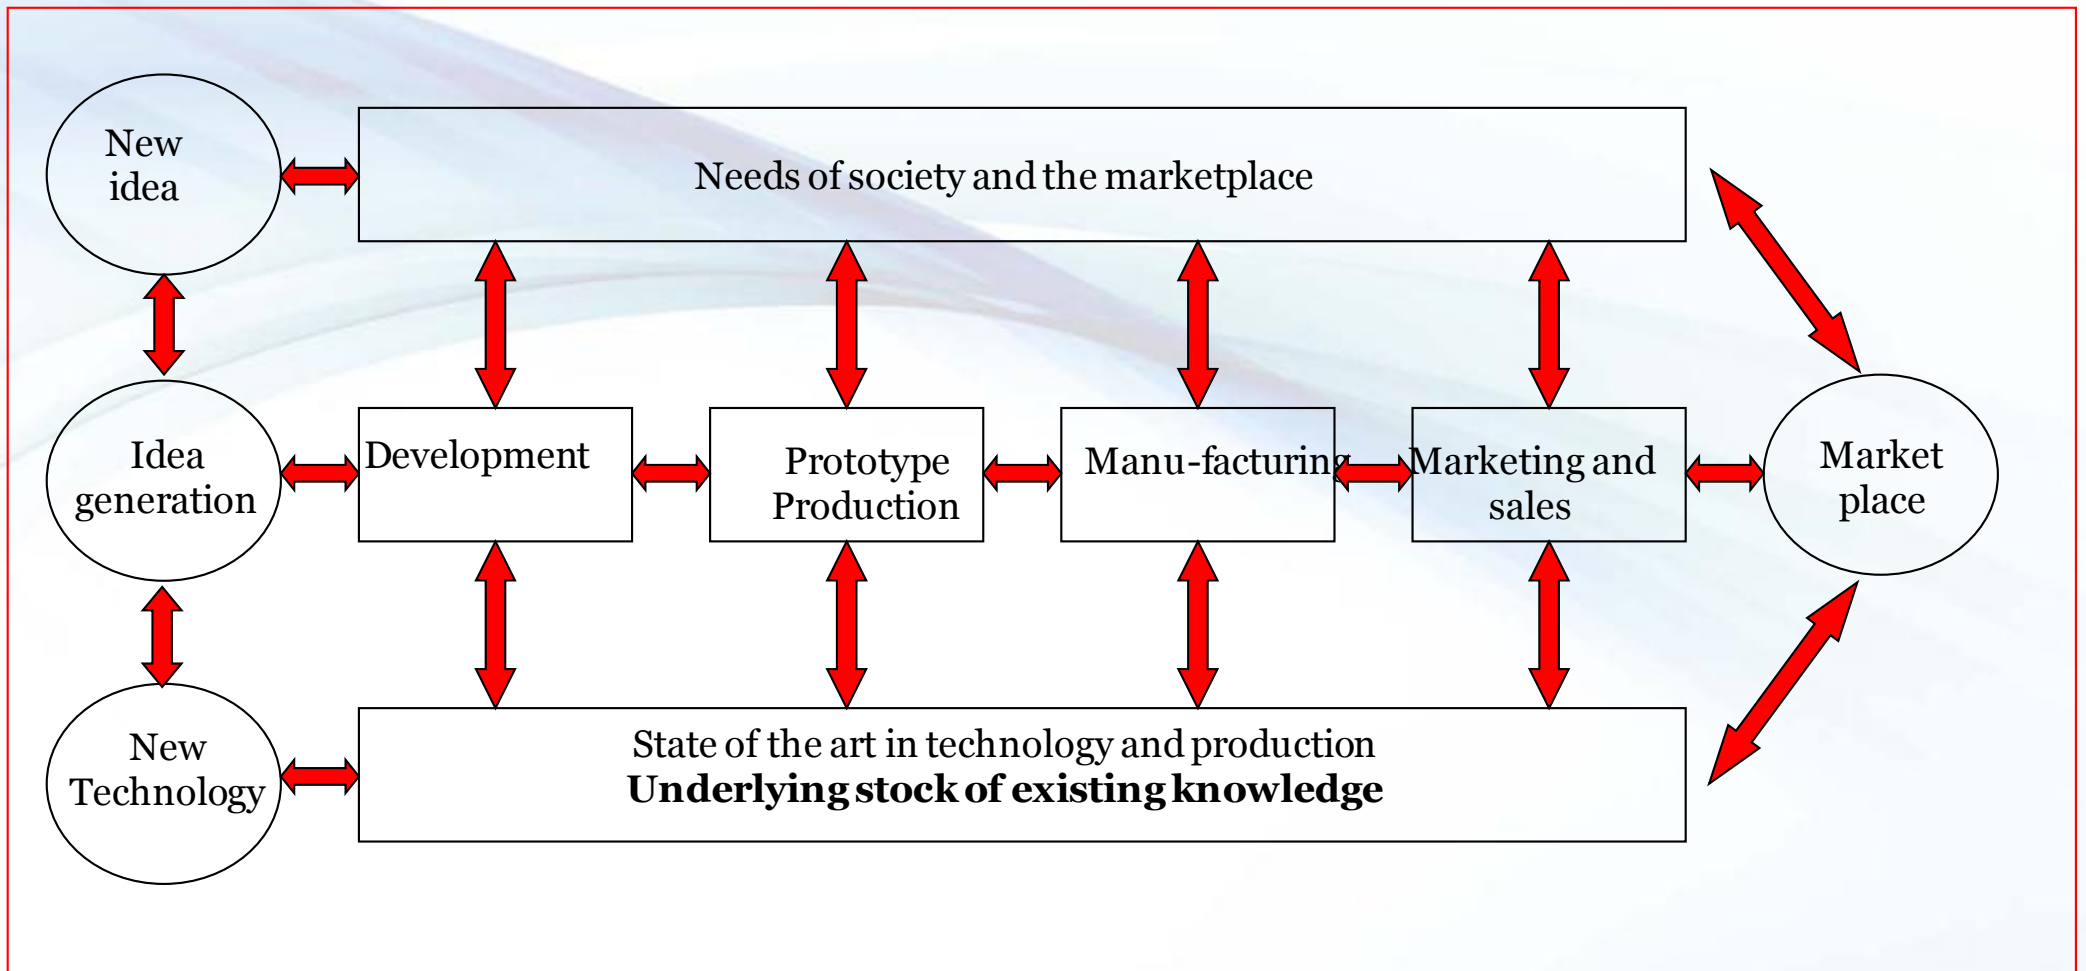 New
idea
Needs of society and the marketplace
Idea
generation
Development
Prototype
Production
Manu-facturing
Marketing and
sales
Market
place
New
Technology
State of the art in technology and production
Underlying stock of existing knowledge